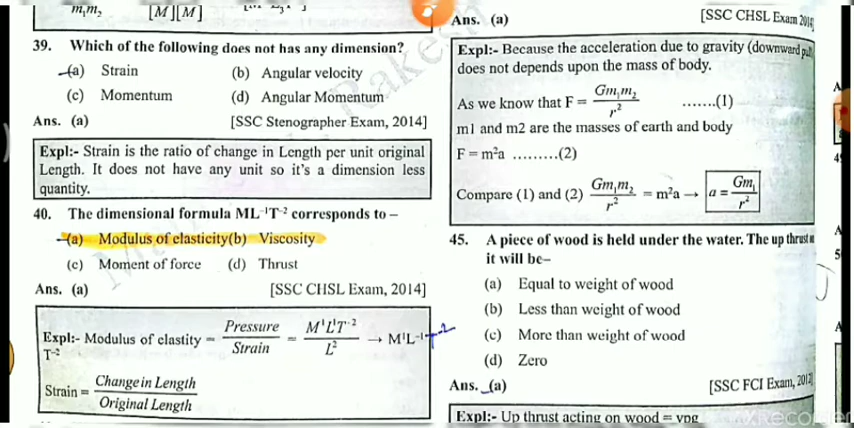 m₁m₂ [M][M]
39. Which of the following does not has any dimension?
(a) Strain (b) Angular velocity
(c) Momentum (d) Angular Momentum
Ans. (a) [SSC Stenographer Exam, 2014]
Expl:- Strain is the ratio of change in Length per unit original
Length. It does not have any unit so it's a dimension less
quantity.
40. The dimensional formula ML⁻¹T⁻² corresponds to –
(a) Modulus of elasticity(b) Viscosity
(c) Moment of force (d) Thrust
Ans. (a) [SSC CHSL Exam, 2014]
Expl:- Modulus of elastity = Pressure / Strain = M¹L¹T⁻² / L² → M¹L⁻¹ T⁻²
T⁻²
Strain = Change in Length / Original Length
Ans. (a) [SSC CHSL Exam 2014]
Expl:- Because the acceleration due to gravity (downward pull)
does not depends upon the mass of body.
As we know that F = Gm₁m₂ / r² .......(1)
m1 and m2 are the masses of earth and body
F = m²a .........(2)
Compare (1) and (2) Gm₁m₂ / r² = m²a → a = Gm₁ / r²
45. A piece of wood is held under the water. The up thrust
it will be–
(a) Equal to weight of wood
(b) Less than weight of wood
(c) More than weight of wood
(d) Zero
Ans. (a) [SSC FCI Exam, 2012]
Expl:- Up thrust acting on wood = vρg
XRecorder